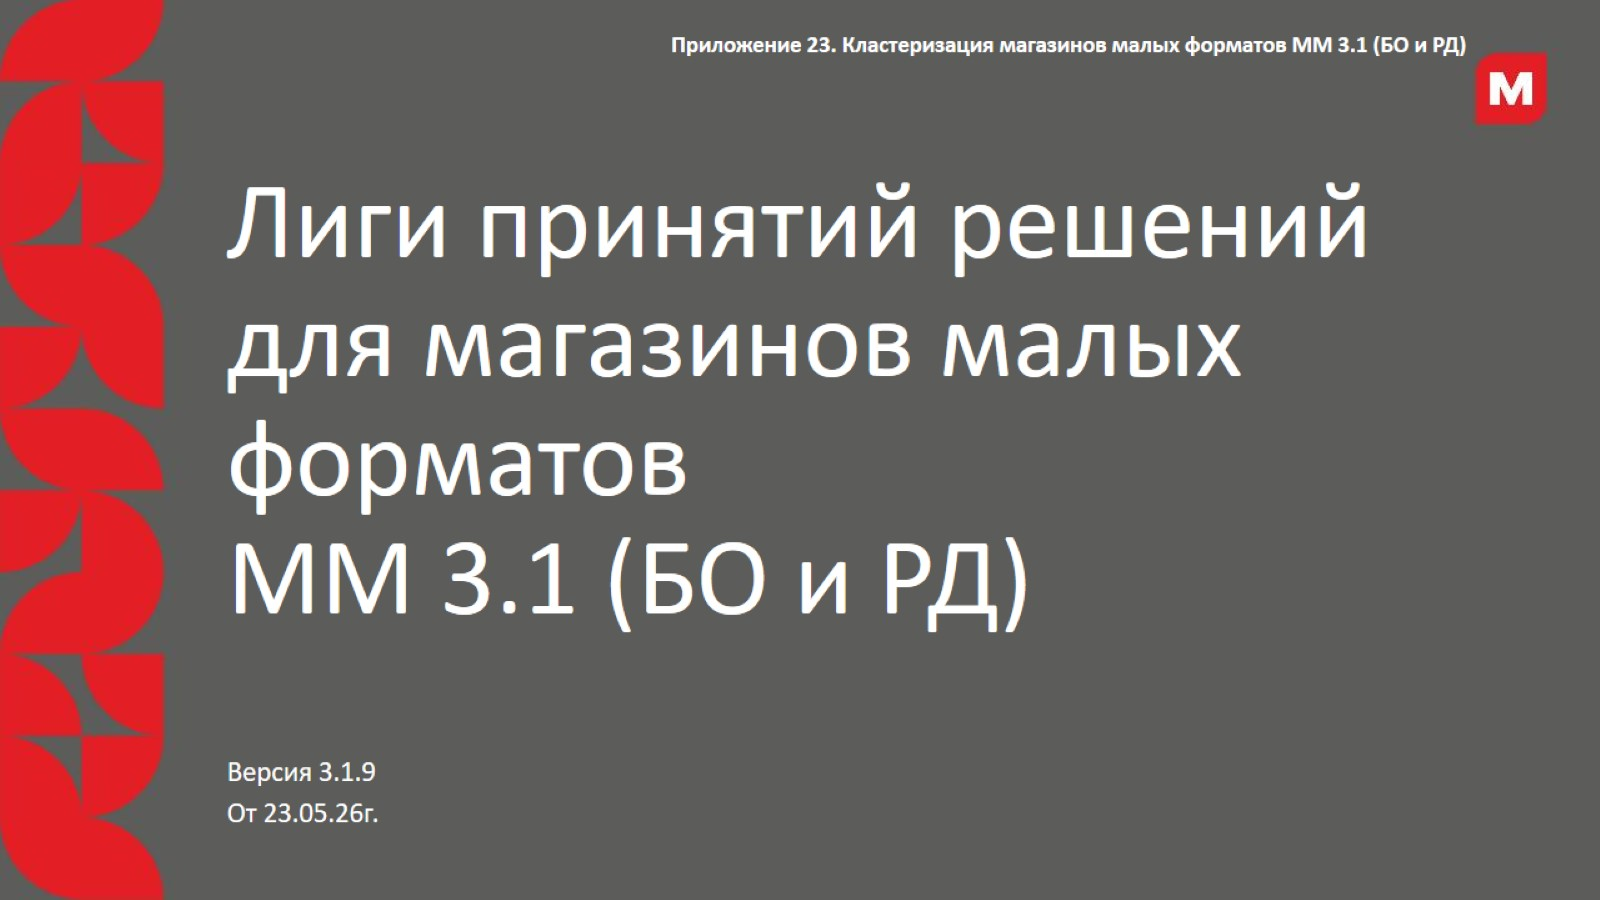 Приложение 23. Кластеризация магазинов малых форматов ММ 3.1 (БО и РД)
М
Лиги принятий решений
для магазинов малых
форматов
ММ 3.1 (БО и РД)
Версия 3.1.9
От 23.05.26г.